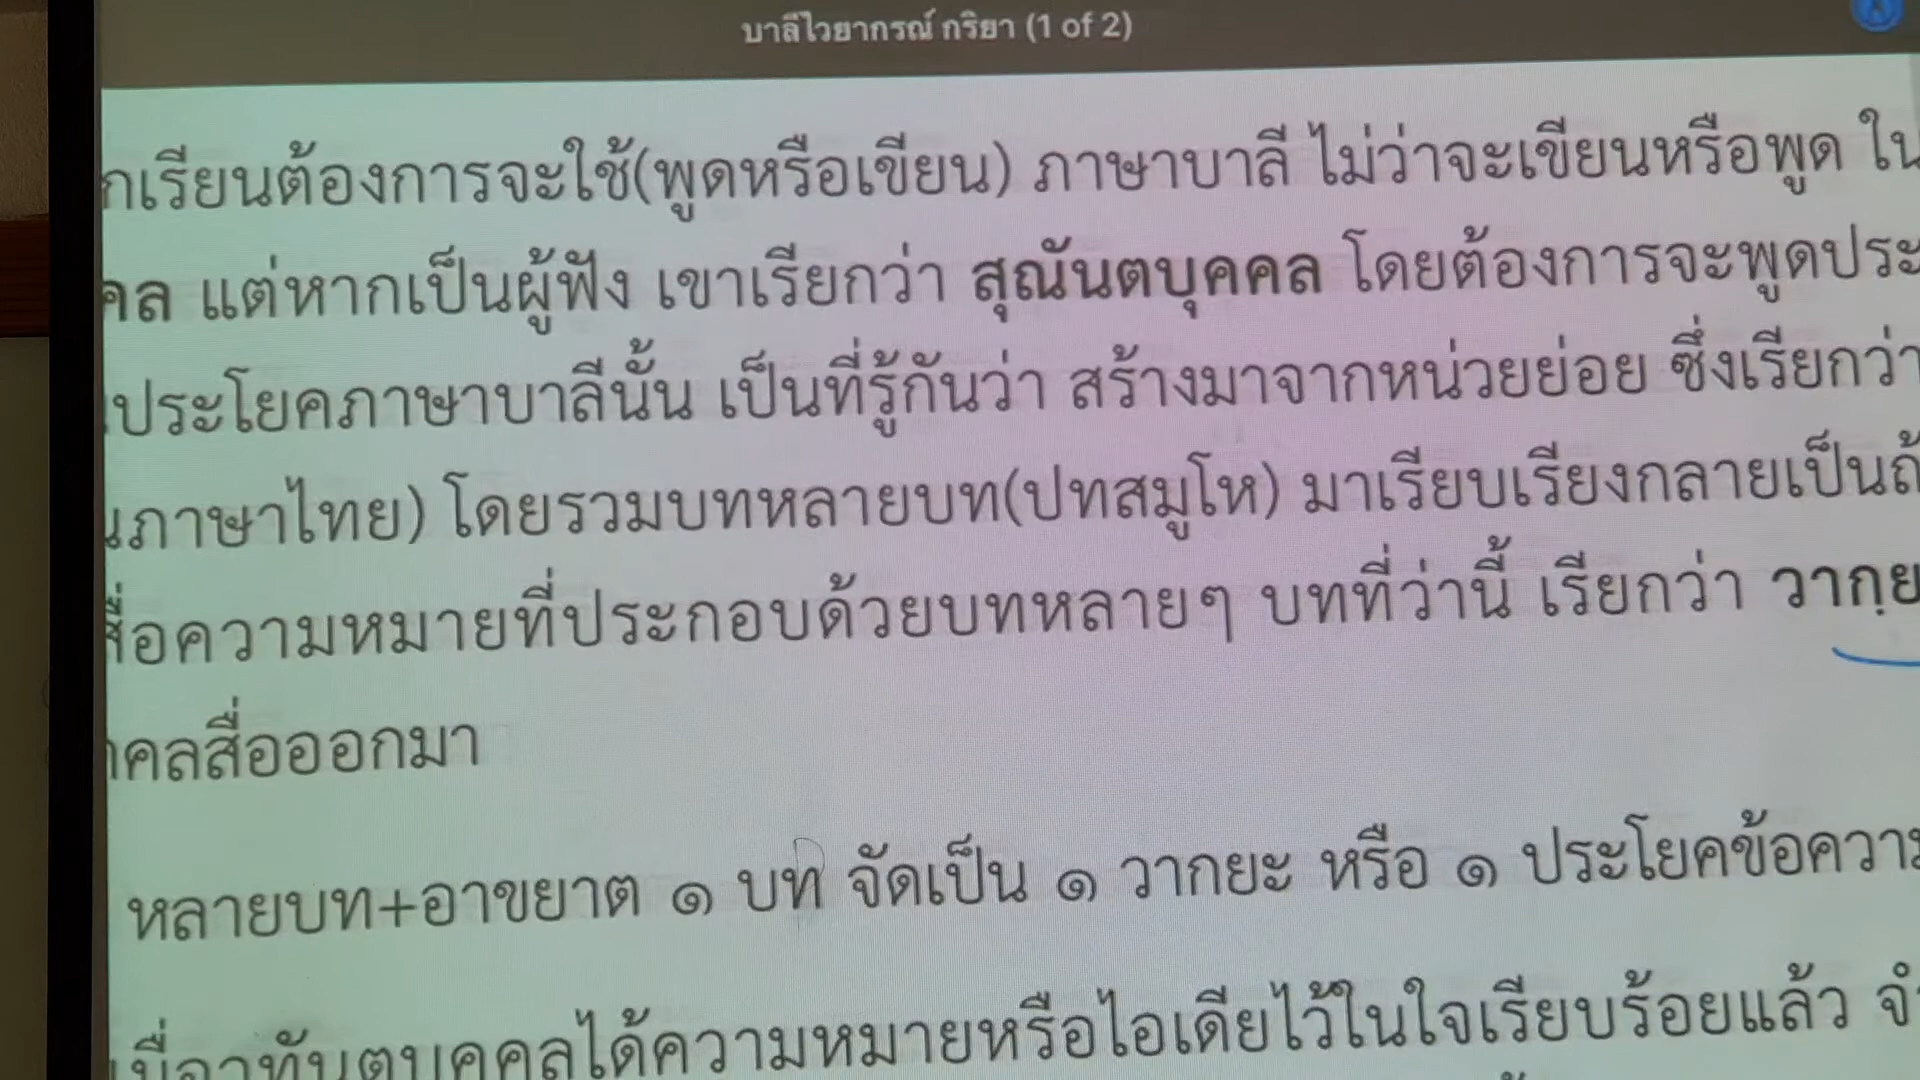 บาลีไวยากรณ์ กริยา (1 of 2)
กเรียนต้องการจะใช้(พูดหรือเขียน) ภาษาบาลี ไม่ว่าจะเขียนหรือพูด ใน
คล แต่หากเป็นผู้ฟัง เขาเรียกว่า สุณันตบุคคล โดยต้องการจะพูดประ
ประโยคภาษาบาลีนั้น เป็นที่รู้กันว่า สร้างมาจากหน่วยย่อย ซึ่งเรียกว่า
ภาษาไทย) โดยรวมบทหลายบท(ปทสมูโห) มาเรียบเรียงกลายเป็นถ้
สื่อความหมายที่ประกอบด้วยบทหลายๆ บทที่ว่านี้ เรียกว่า วากฺย
คลสื่อออกมา
หลายบท+อาขยาต ๑ บท จัดเป็น ๑ วากยะ หรือ ๑ ประโยคข้อความ
เมื่อาทันตบุคคลได้ความหมายหรือไอเดียไว้ในใจเรียบร้อยแล้ว